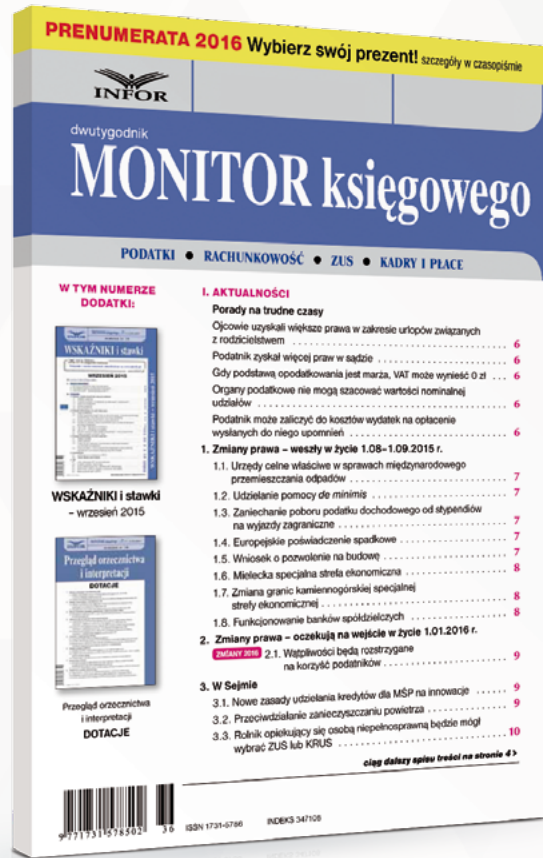 PRENUMERATA 2016 Wybierz swój prezent! szczegóły w czasopiśmie
INFOR
dwutygodnik
MONITOR księgowego
PODATKI ● RACHUNKOWOŚĆ ● ZUS ● KADRY I PŁACE
W TYM NUMERZE
DODATKI:
WSKAŹNIKI i stawki
WRZESIEŃ 2015
WSKAŹNIKI i stawki
– wrzesień 2015
Przegląd orzecznictwa
i interpretacji
DOTACJE
Przegląd orzecznictwa
i interpretacji
DOTACJE
I. AKTUALNOŚCI
Porady na trudne czasy
Ojcowie uzyskali większe prawa w zakresie urlopów związanych
z rodzicielstwem 6
Podatnik zyskał więcej praw w sądzie 6
Gdy podstawą opodatkowania jest marża, VAT może wynieść 0 zł 6
Organy podatkowe nie mogą szacować wartości nominalnej
udziałów 6
Podatnik może zaliczyć do kosztów wydatek na opłacenie
wysłanych do niego upomnień 6
1. Zmiany prawa – weszły w życie 1.08–1.09.2015 r.
1.1. Urzędy celne właściwe w sprawach międzynarodowego
przemieszczania odpadów 7
1.2. Udzielanie pomocy de minimis 7
1.3. Zaniechanie poboru podatku dochodowego od stypendiów
na wyjazdy zagraniczne 7
1.4. Europejskie poświadczenie spadkowe 7
1.5. Wniosek o pozwolenie na budowę 7
1.6. Mielecka specjalna strefa ekonomiczna 8
1.7. Zmiana granic kamiennogórskiej specjalnej
strefy ekonomicznej 8
1.8. Funkcjonowanie banków spółdzielczych 8
2. Zmiany prawa – oczekują na wejście w życie 1.01.2016 r.
ZMIANY 2016 2.1. Wątpliwości będą rozstrzygane
na korzyść podatników 9
3. W Sejmie
3.1. Nowe zasady udzielania kredytów dla MŚP na innowacje 9
3.2. Przeciwdziałanie zanieczyszczaniu powietrza 9
3.3. Rolnik opiekujący się osobą niepełnosprawną będzie mógł
wybrać ZUS lub KRUS 10
ciąg dalszy spisu treści na stronie 4 >
9 771731 578502 36
ISSN 1731-5786
INDEKS 347108